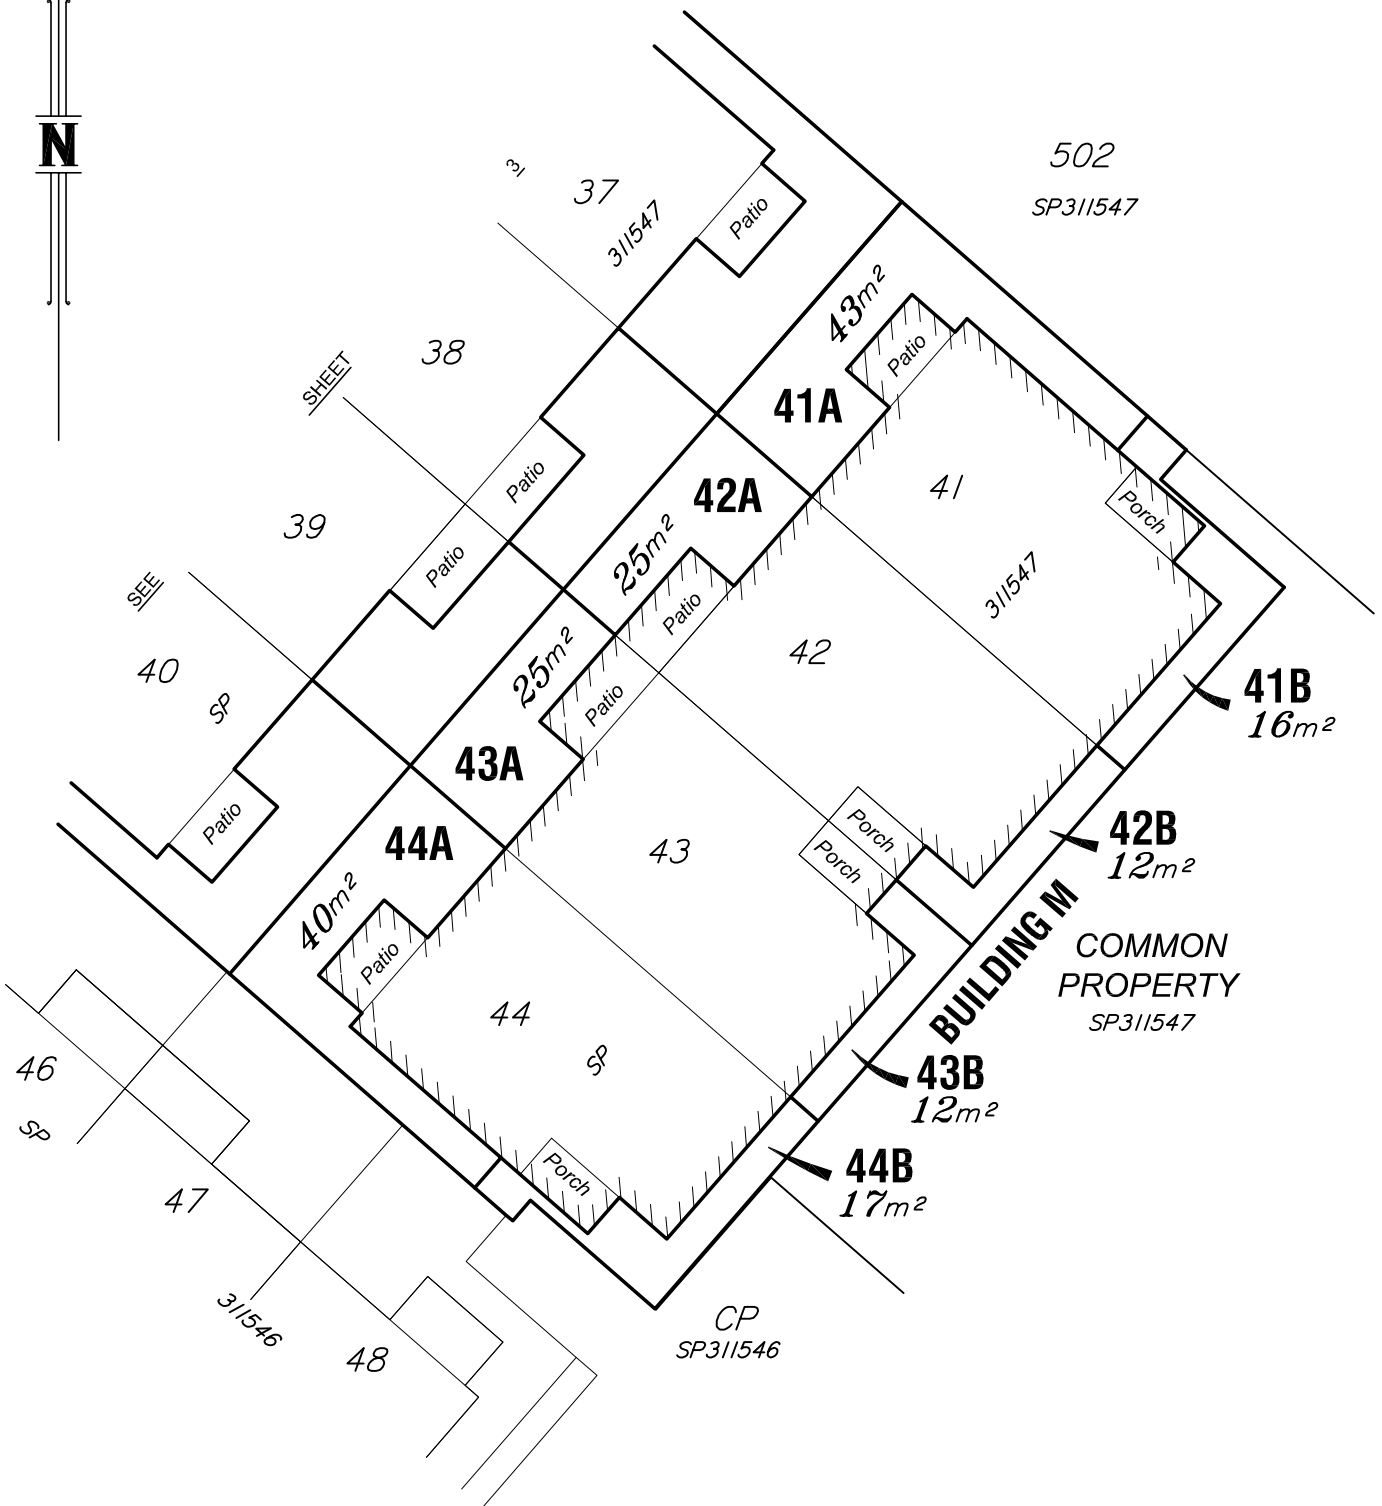 N
502
SP311547
37
311547
Patio
31
38
SHEET
43m²
Patio
41A
42A
41
Porch
39
Patio
Patio
SEE
25m²
Patio
42
311547
40
SP
25m²
Patio
43A
41B
16m²
Patio
44A
43
Porch
Porch
42B
12m²
40m²
Patio
BUILDING M
COMMON
PROPERTY
SP311547
44
SP
43B
12m²
46
SP
47
Porch
44B
17m²
311546
48
CP
SP311546